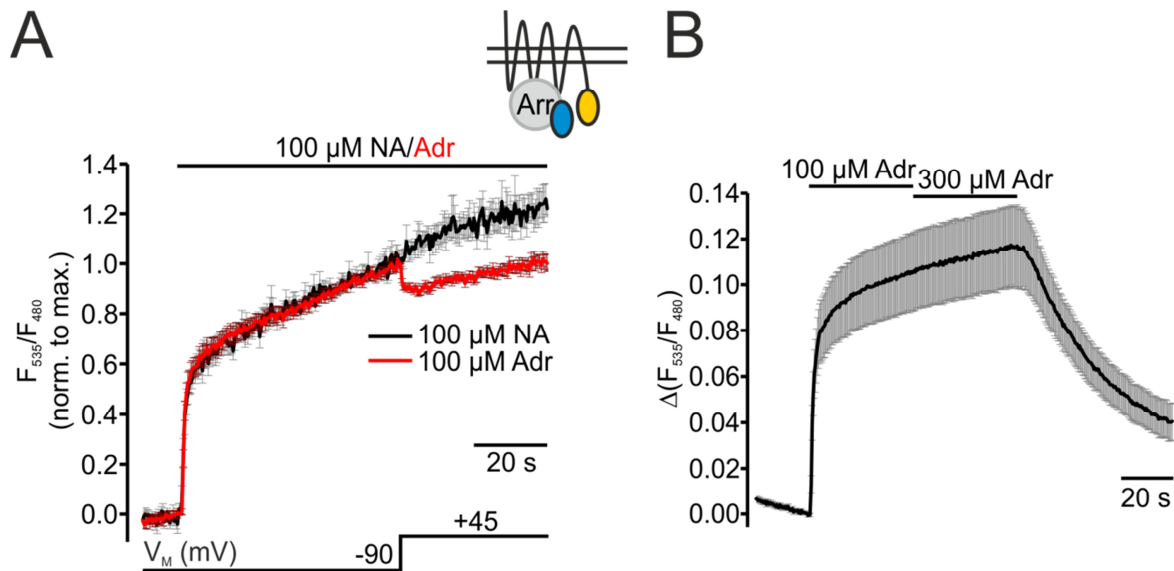 A
Arr
100 µM NA/Adr
1.4
1.2
1.0
0.8
0.6
0.4
0.2
0.0
F535/F480
(norm. to max.)
100 µM NA
100 µM Adr
20 s
+45
-90
VM (mV)
B
100 µM Adr
300 µM Adr
0.14
0.12
0.10
0.08
0.06
0.04
0.02
0.00
Δ(F535/F480)
20 s